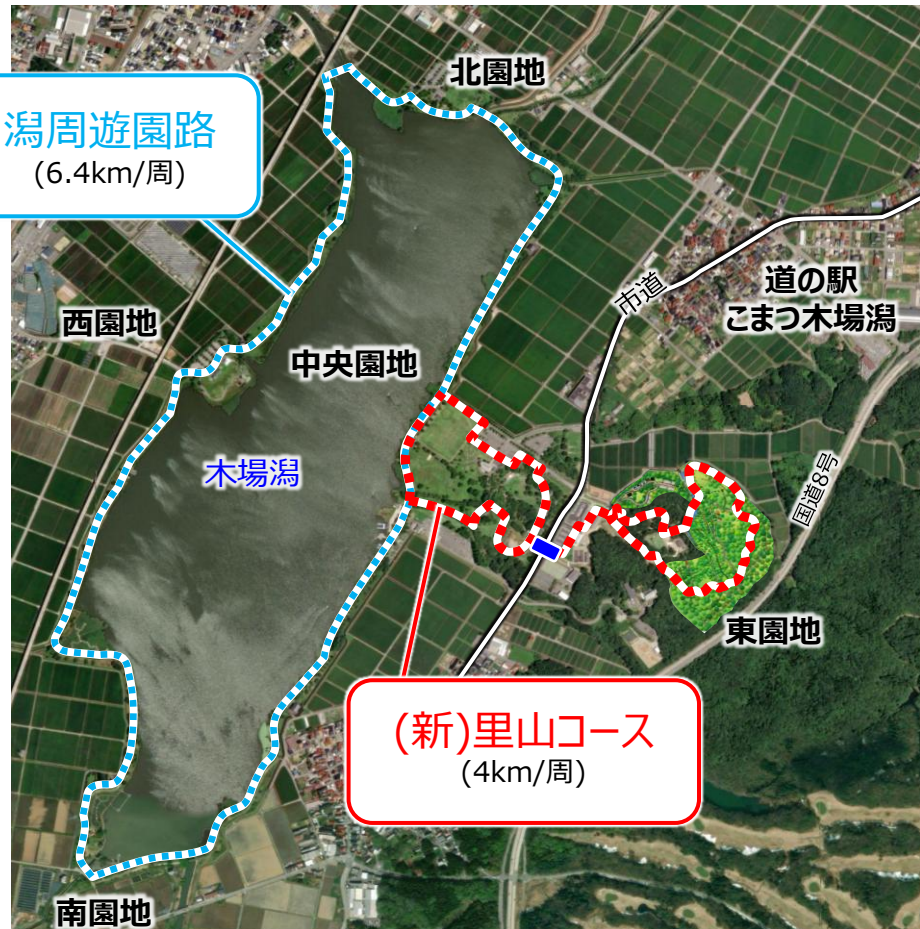 北園地
潟周遊園路
(6.4km/周)
市道
道の駅
こまつ木場潟
西園地
中央園地
木場潟
国道8号
東園地
(新)里山コース
(4km/周)
南園地